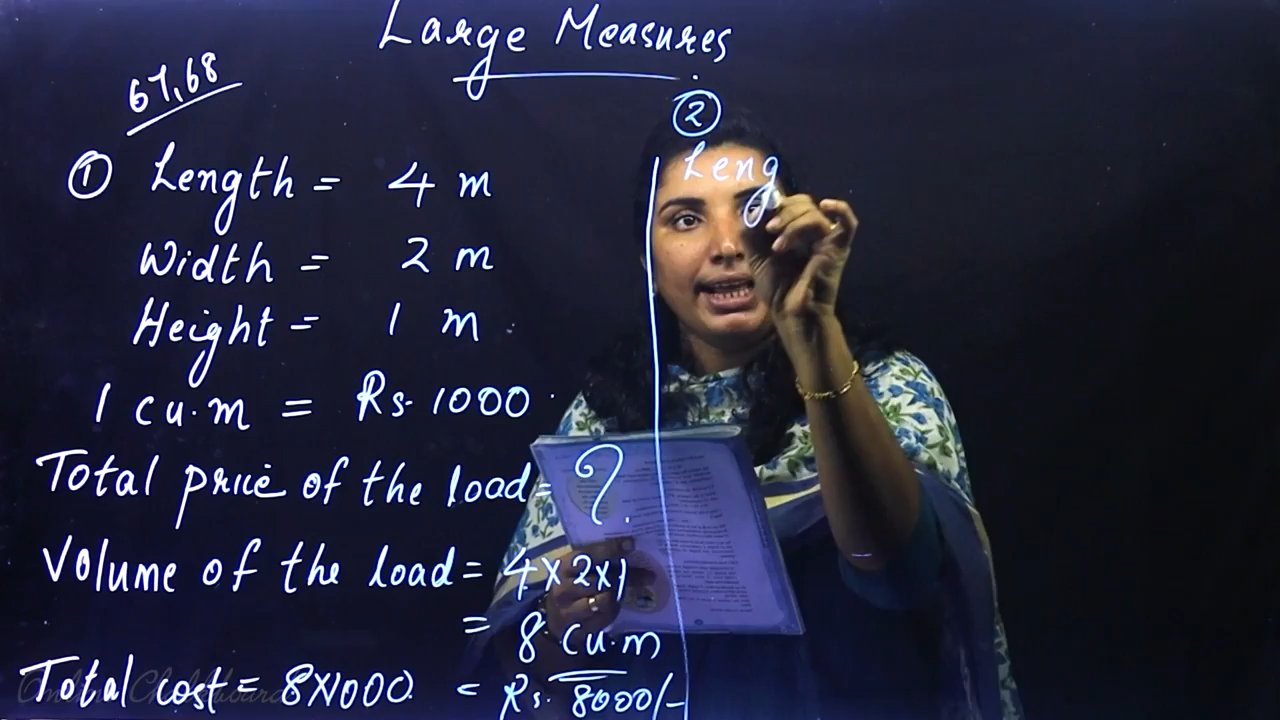 Large Measures
67,68
① Length = 4 m
Width = 2 m
Height = 1 m
1 cu.m = Rs. 1000
Total price of the load = ?
Volume of the load = 4×2×1
= 8 cu.m
Total cost = 8×1000 = Rs. 8000/-
②
Leng